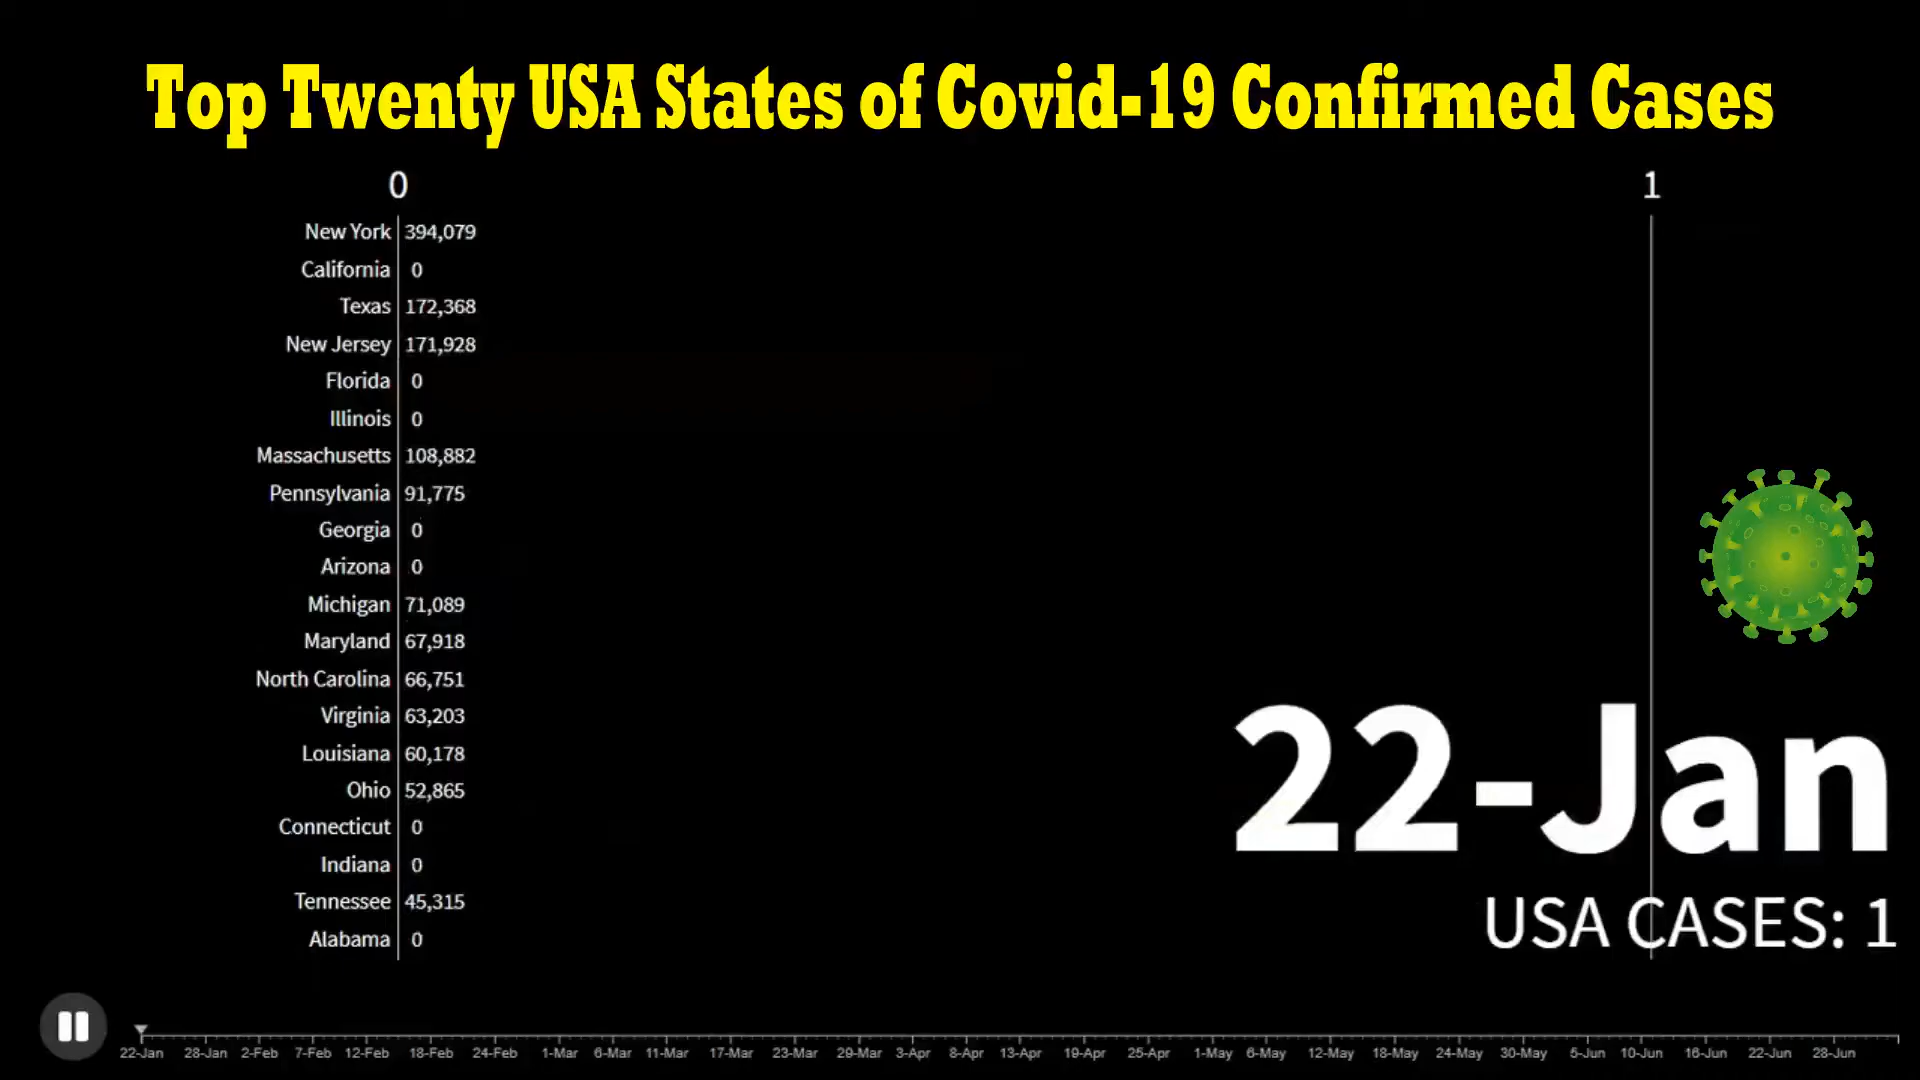 Top Twenty USA States of Covid-19 Confirmed Cases
0 1
New York 394,079
California 0
Texas 172,368
New Jersey 171,928
Florida 0
Illinois 0
Massachusetts 108,882
Pennsylvania 91,775
Georgia 0
Arizona 0
Michigan 71,089
Maryland 67,918
North Carolina 66,751
Virginia 63,203
Louisiana 60,178
Ohio 52,865
Connecticut 0
Indiana 0
Tennessee 45,315
Alabama 0
22-Jan
USA CASES: 1
22-Jan 28-Jan 2-Feb 7-Feb 12-Feb 18-Feb 24-Feb 1-Mar 6-Mar 11-Mar 17-Mar 23-Mar 29-Mar 3-Apr 8-Apr 13-Apr 19-Apr 25-Apr 1-May 6-May 12-May 18-May 24-May 30-May 5-Jun 10-Jun 16-Jun 22-Jun 28-Jun